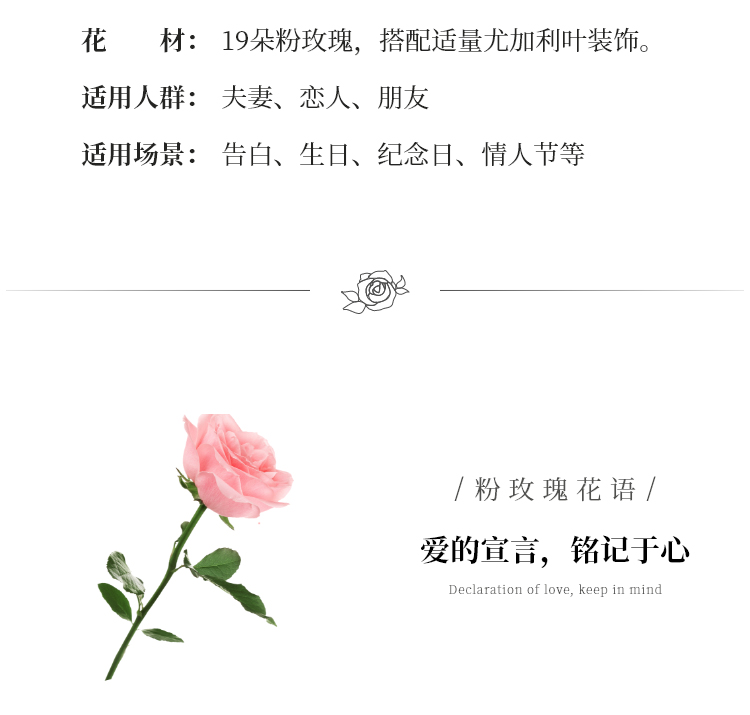 花　　材： 19朵粉玫瑰，搭配适量尤加利叶装饰。
适用人群： 夫妻、恋人、朋友
适用场景： 告白、生日、纪念日、情人节等
/ 粉玫瑰花语 /
爱的宣言，铭记于心
Declaration of love, keep in mind